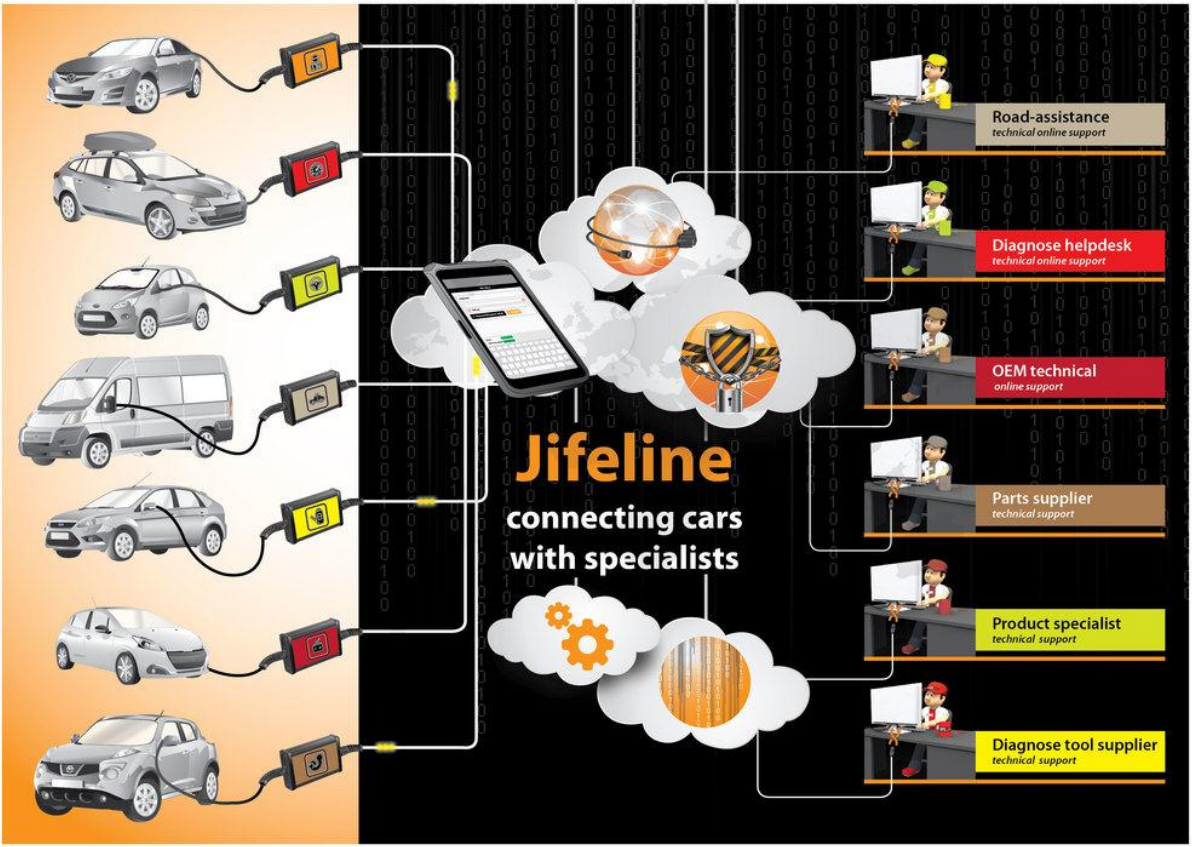 Road-assistance
technical online support
Diagnose helpdesk
technical online support
OEM technical
online support
Jifeline
connecting cars
with specialists
Parts supplier
technical support
Product specialist
technical support
Diagnose tool supplier
technical support